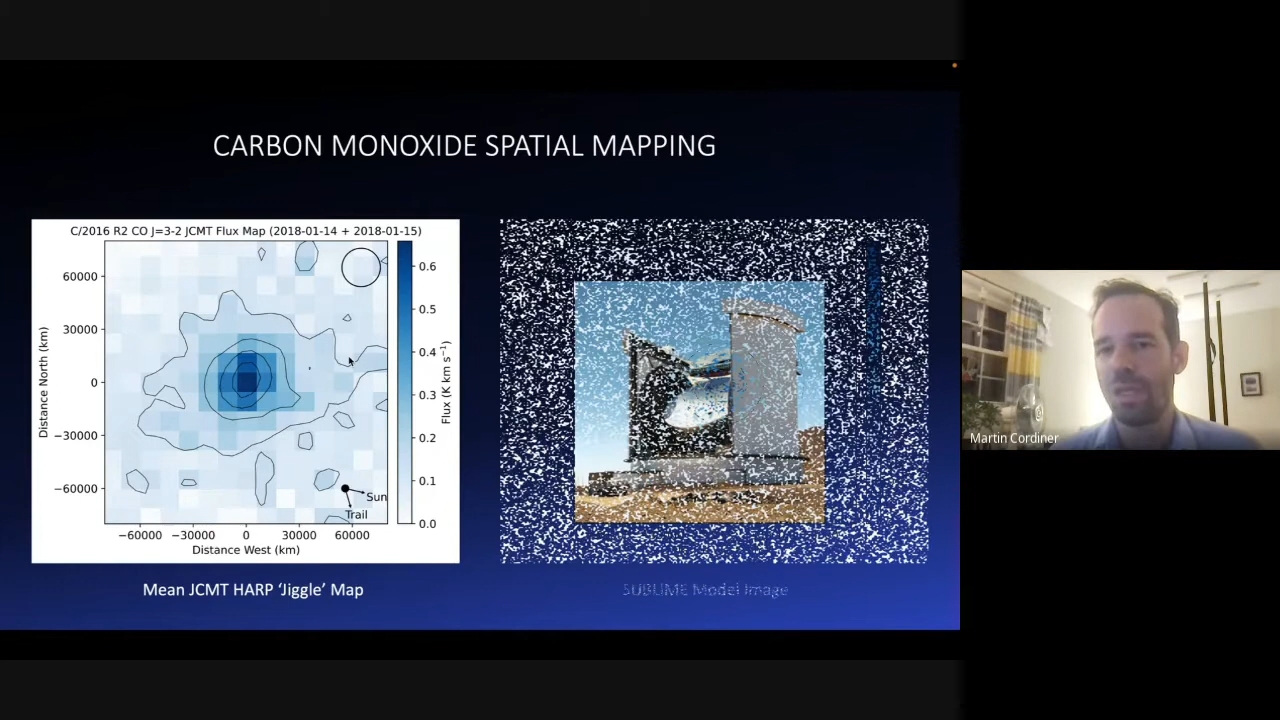 CARBON MONOXIDE SPATIAL MAPPING
C/2016 R2 CO J=3-2 JCMT Flux Map (2018-01-14 + 2018-01-15)
60000
30000
0
−30000
−60000
Distance North (km)
−60000 −30000 0 30000 60000
Distance West (km)
Sun
Trail
0.6
0.5
0.4
0.3
0.2
0.1
0.0
Flux (K km s⁻¹)
Mean JCMT HARP ‘Jiggle’ Map
SUBLIME Model Image
Martin Cordiner